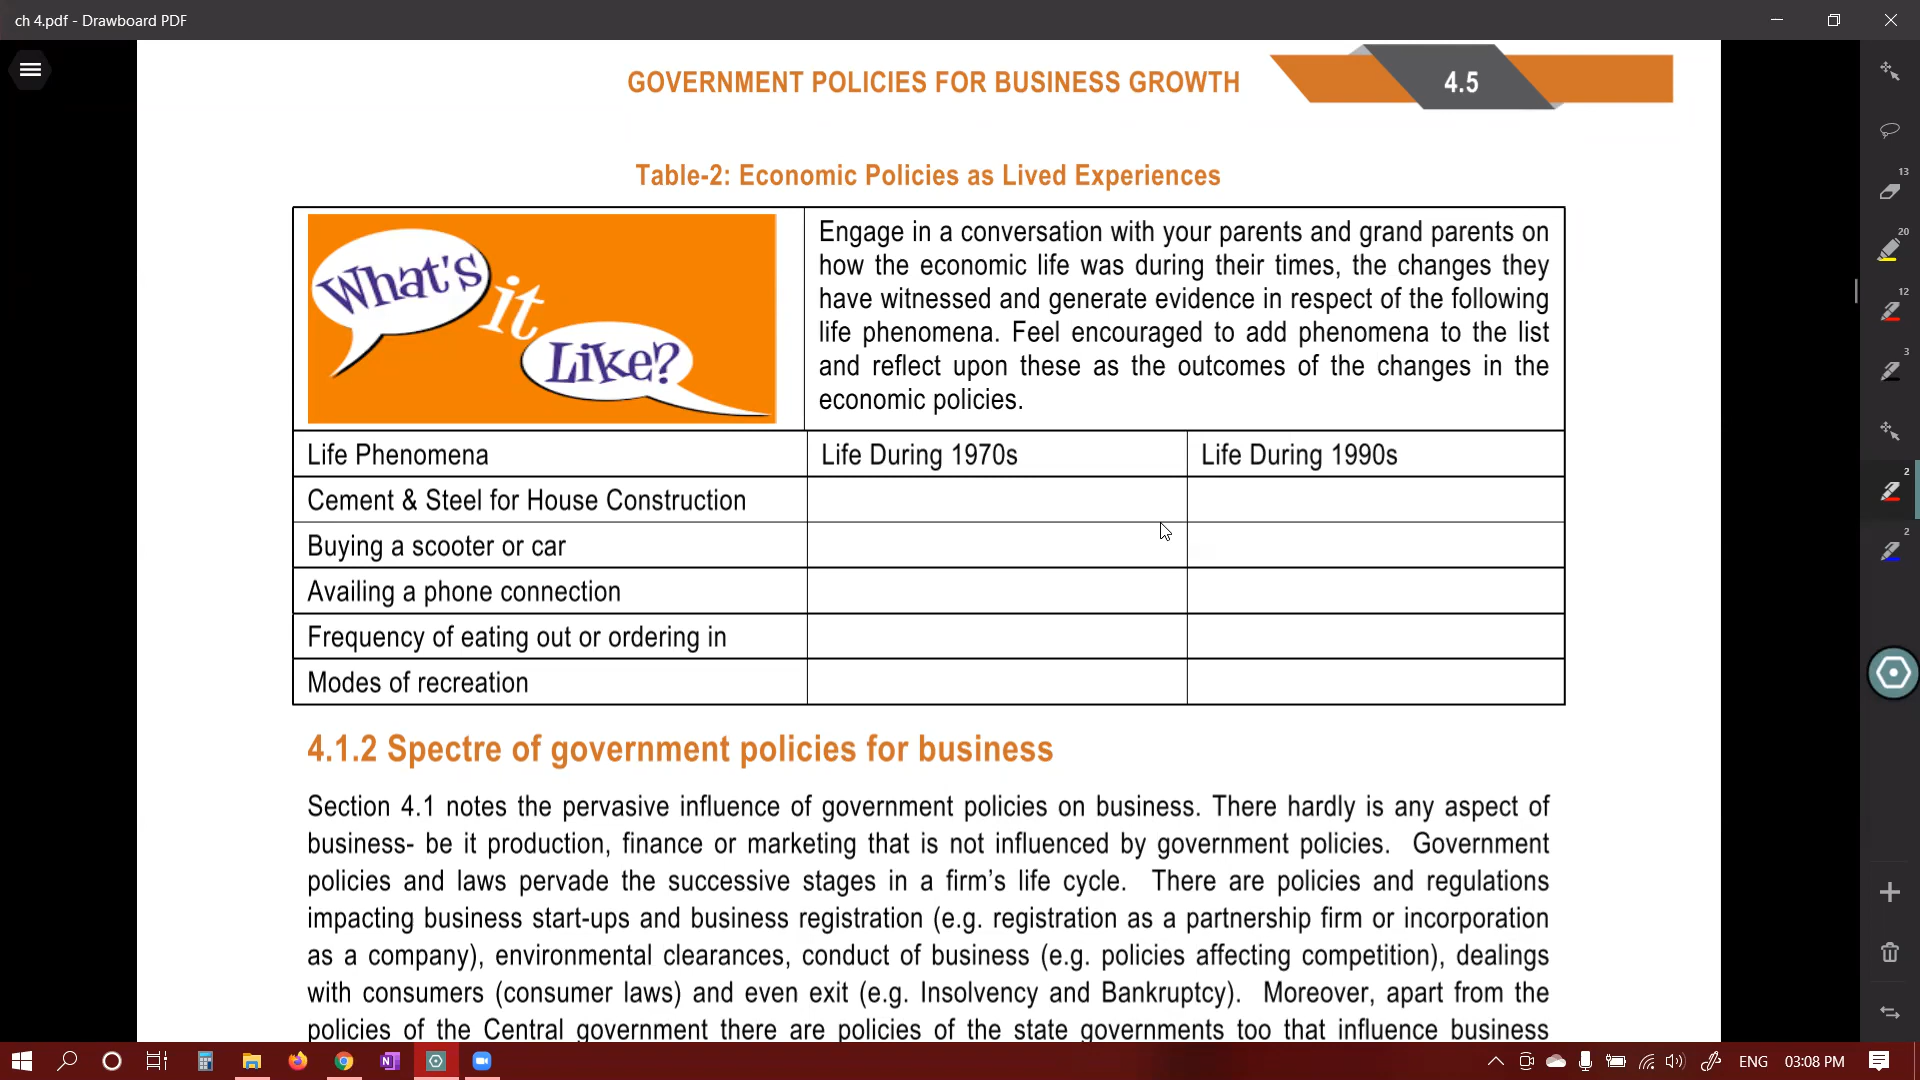 ch 4.pdf - Drawboard PDF
GOVERNMENT POLICIES FOR BUSINESS GROWTH
4.5
Table-2: Economic Policies as Lived Experiences
What's
it
Like?
Engage in a conversation with your parents and grand parents on
how the economic life was during their times, the changes they
have witnessed and generate evidence in respect of the following
life phenomena. Feel encouraged to add phenomena to the list
and reflect upon these as the outcomes of the changes in the
economic policies.
Life Phenomena
Life During 1970s
Life During 1990s
Cement & Steel for House Construction
Buying a scooter or car
Availing a phone connection
Frequency of eating out or ordering in
Modes of recreation
4.1.2 Spectre of government policies for business
Section 4.1 notes the pervasive influence of government policies on business. There hardly is any aspect of
business- be it production, finance or marketing that is not influenced by government policies. Government
policies and laws pervade the successive stages in a firm's life cycle. There are policies and regulations
impacting business start-ups and business registration (e.g. registration as a partnership firm or incorporation
as a company), environmental clearances, conduct of business (e.g. policies affecting competition), dealings
with consumers (consumer laws) and even exit (e.g. Insolvency and Bankruptcy). Moreover, apart from the
policies of the Central government there are policies of the state governments too that influence business
13
20
12
3
2
2
N
ENG
03:08 PM